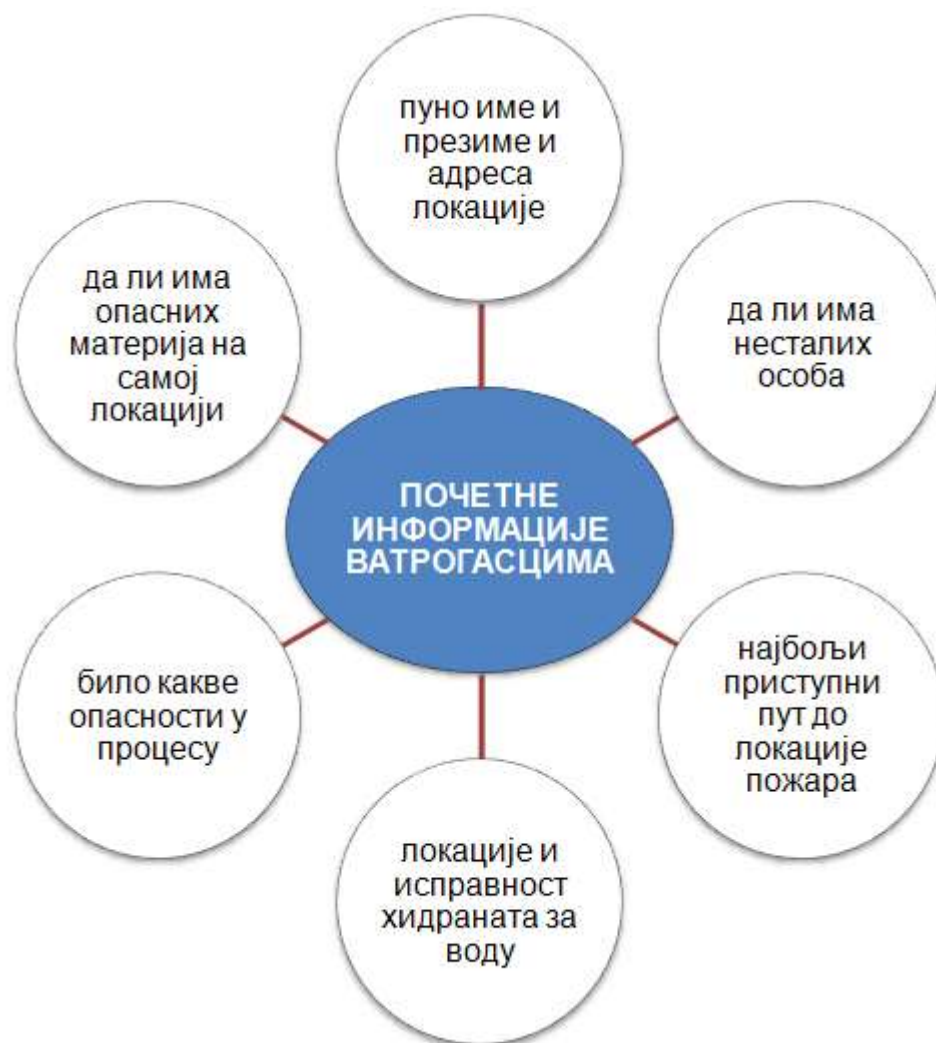 пуно име и
презиме и
адреса
локације
да ли има
опасних
материја на
самој
локацији
да ли има
несталих
особа
ПОЧЕТНЕ
ИНФОРМАЦИЈЕ
ВАТРОГАСЦИМА
било какве
опасности у
процесу
најбољи
приступни
пут до
локације
пожара
локације и
исправност
хидраната за
воду